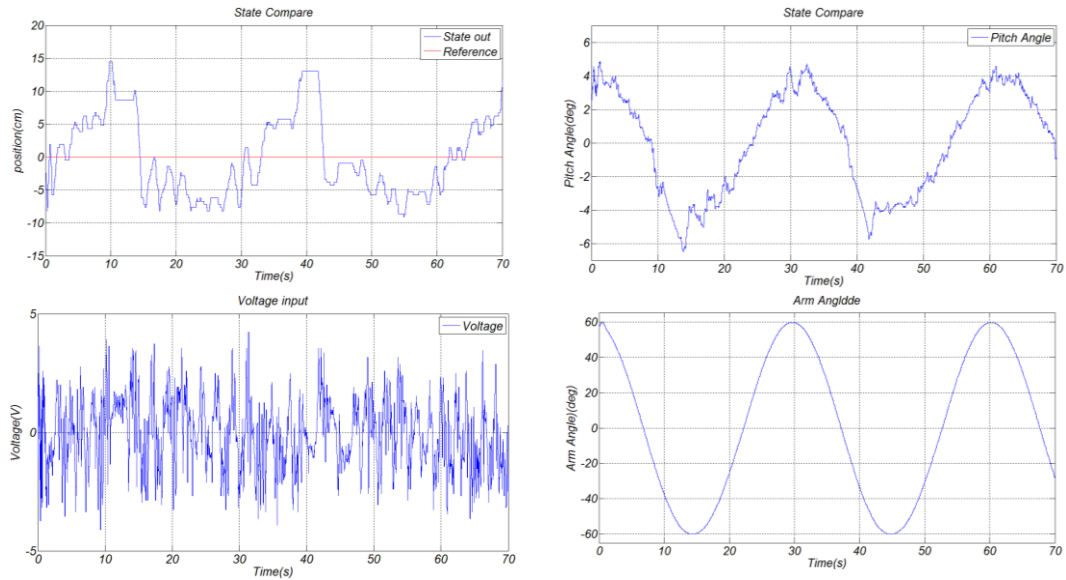 State Compare
20
15
10
5
0
-5
-10
-15
position(cm)
State out
Reference
0 10 20 30 40 50 60 70
Time(s)
State Compare
6
4
2
0
-2
-4
-6
Pitch Angle(deg)
Pitch Angle
0 10 20 30 40 50 60 70
Time(s)
Voltage input
5
0
-5
Voltage(V)
Voltage
0 10 20 30 40 50 60 70
Time(s)
Arm Angldde
60
40
20
0
-20
-40
-60
Arm Angle)(deg)
0 10 20 30 40 50 60 70
Time(s)